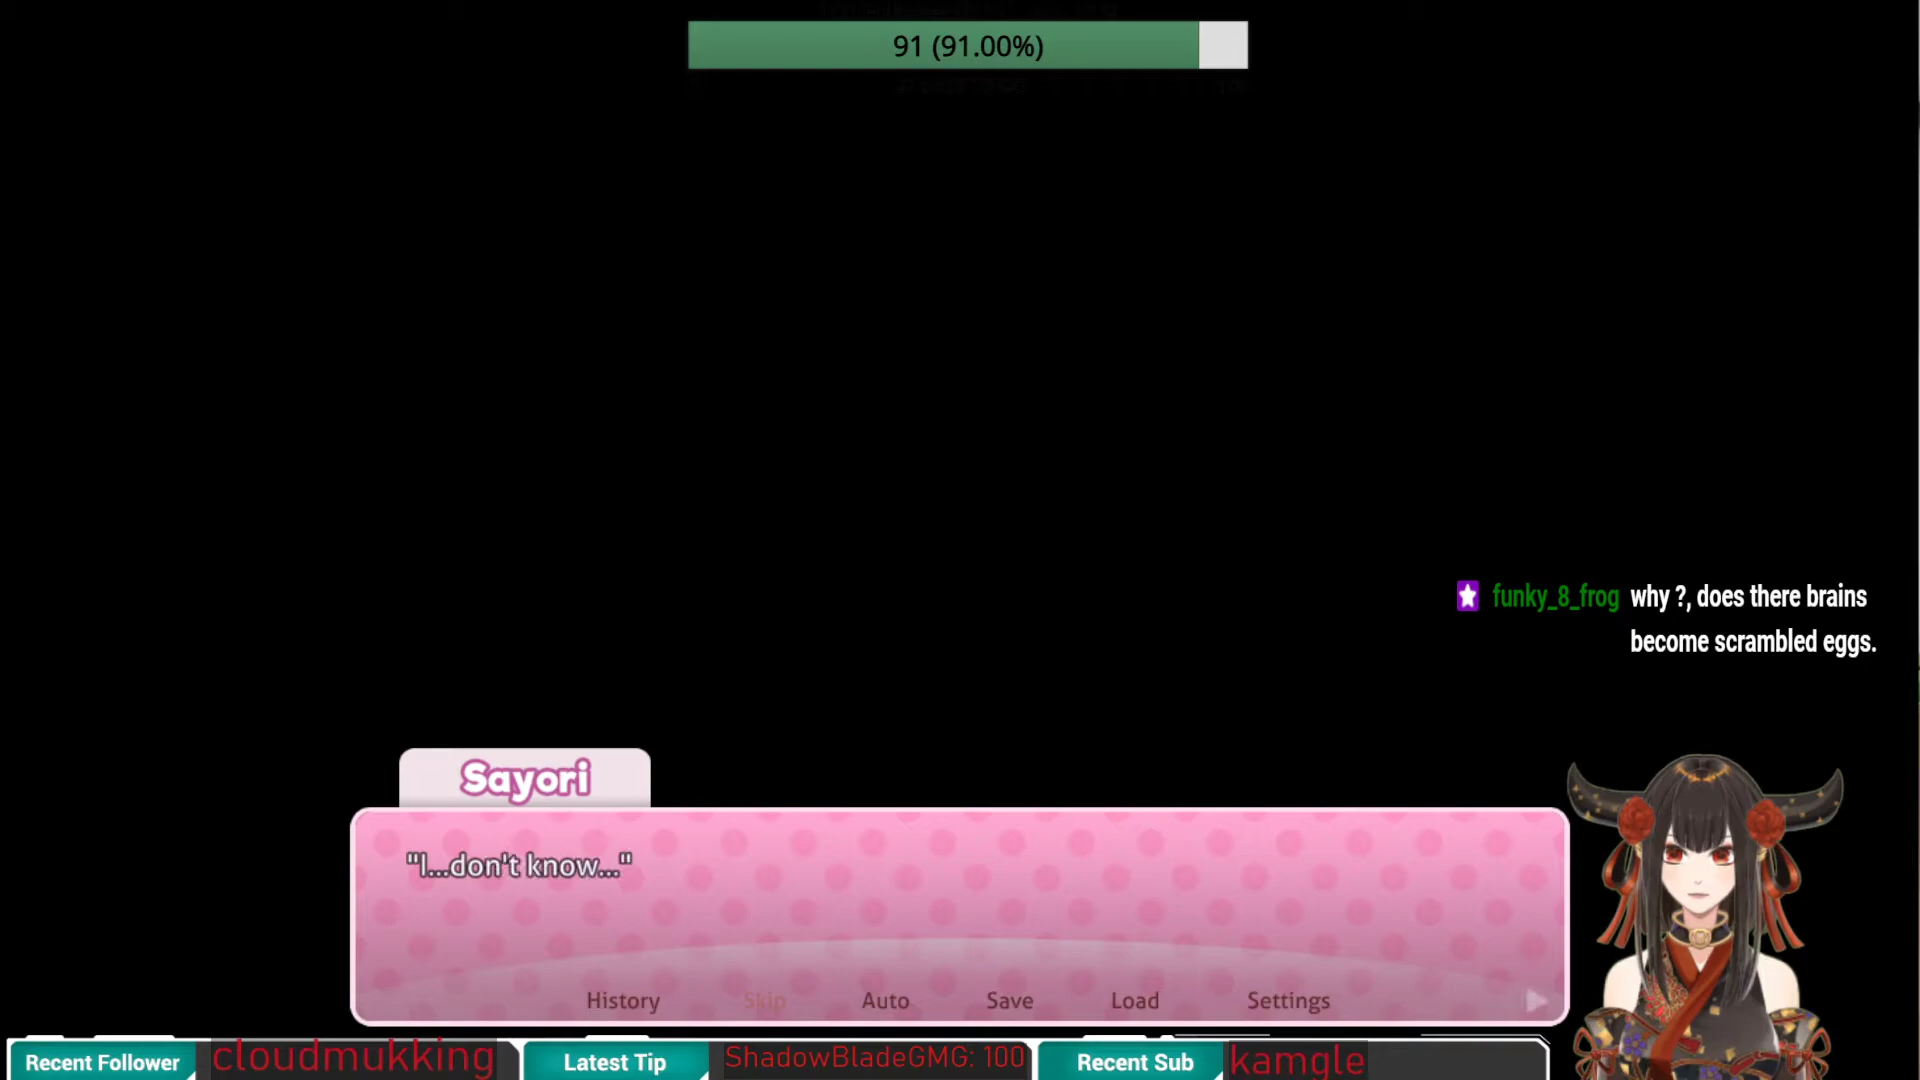 91 (91.00%)
funky_8_frog why ?, does there brains
become scrambled eggs.
Sayori
"I...don't know..."
History Skip Auto Save Load Settings
Recent Follower cloudmukking Latest Tip ShadowBladeGMG: 100 Recent Sub kamgle